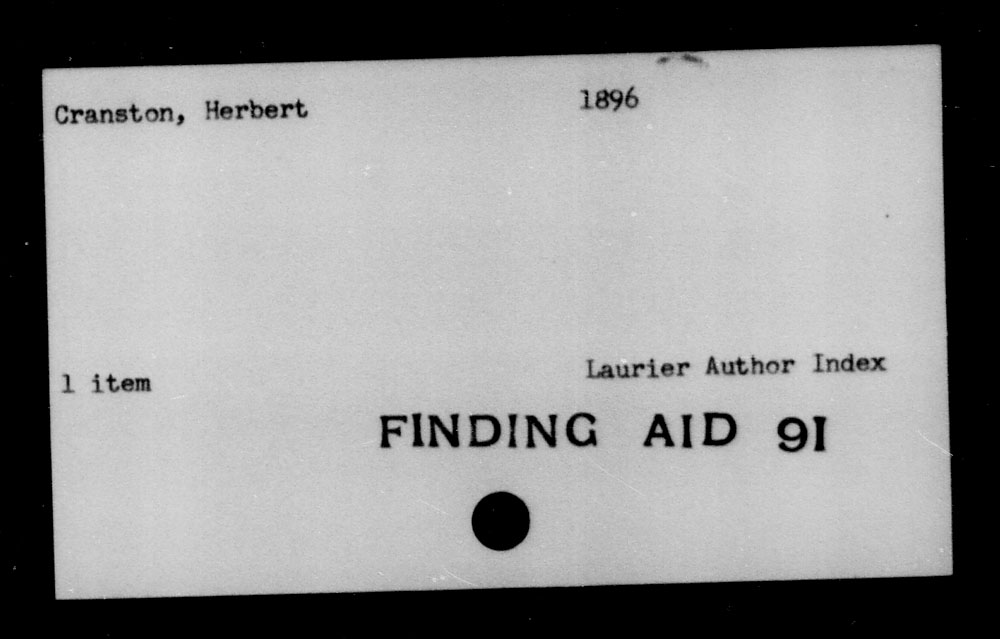 Cranston, Herbert 1896
1 item Laurier Author Index
FINDING AID 91